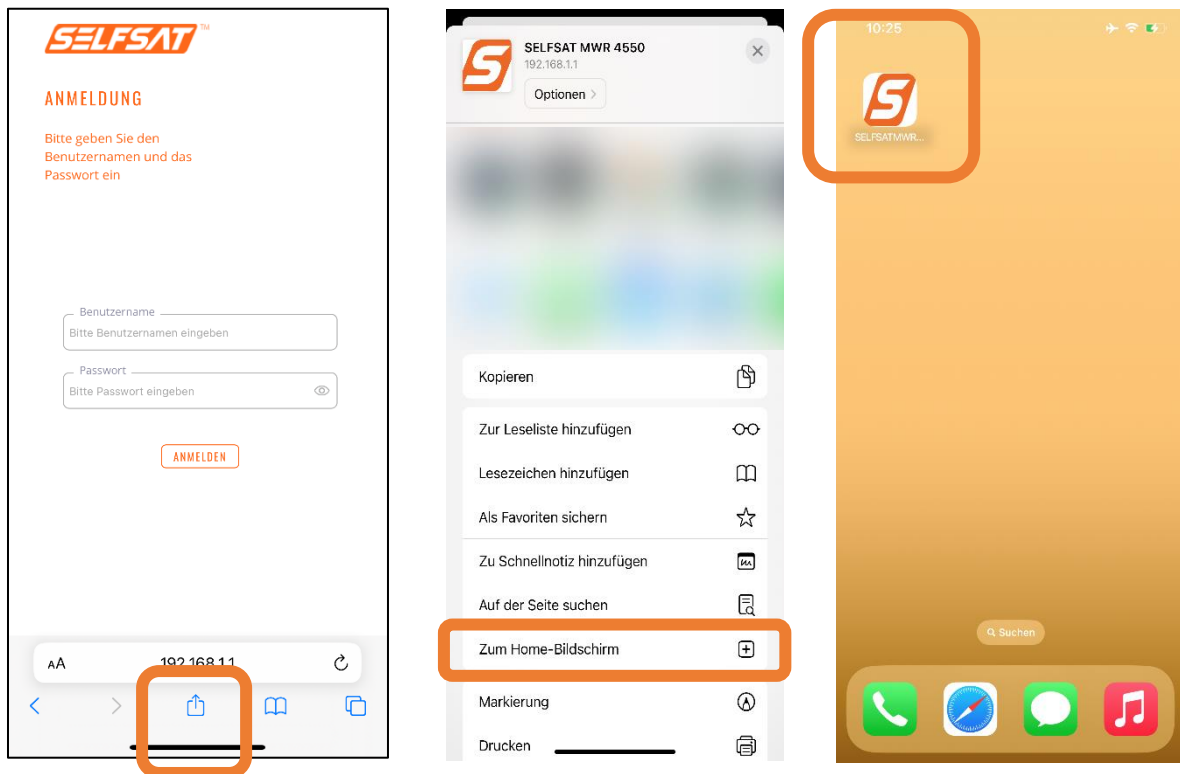 SELFSAT™
ANMELDUNG
Bitte geben Sie den
Benutzernamen und das
Passwort ein
Benutzername
Bitte Benutzernamen eingeben
Passwort
Bitte Passwort eingeben
ANMELDEN
AA 192.168.1.1
S
SELFSAT MWR 4550
192.168.1.1
Optionen >
Kopieren
Zur Leseliste hinzufügen
Lesezeichen hinzufügen
Als Favoriten sichern
Zu Schnellnotiz hinzufügen
Auf der Seite suchen
Zum Home-Bildschirm
Markierung
Drucken
10:25
S
SELFSATMWR...
Suchen